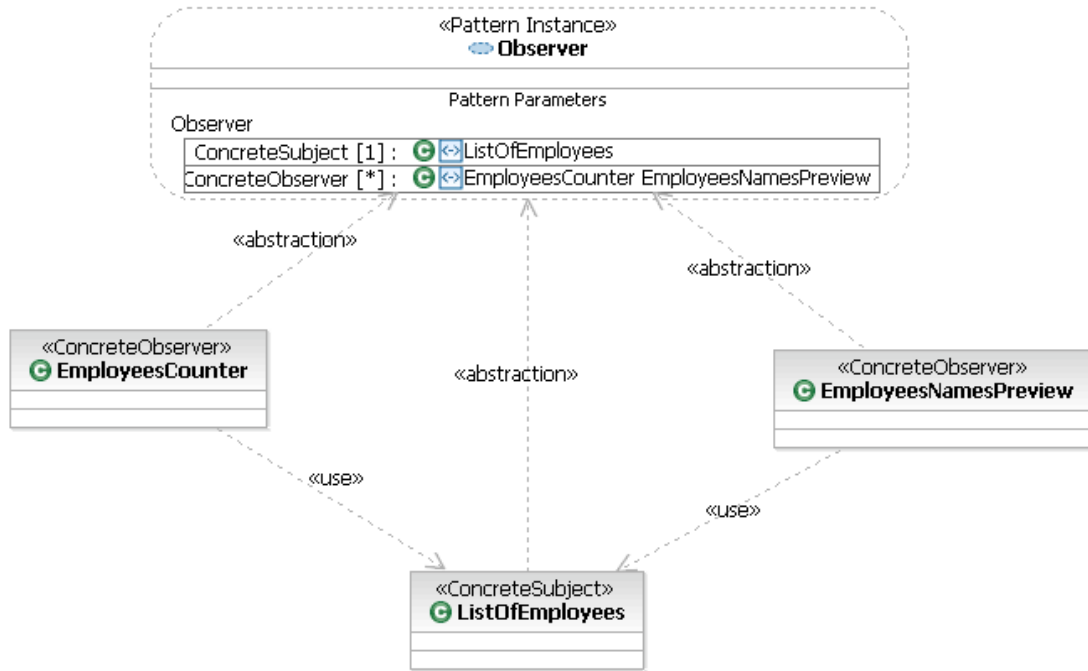 «Pattern Instance»
Observer
Pattern Parameters
Observer
ConcreteSubject [1] : C <-> ListOfEmployees
ConcreteObserver [*] : C <-> EmployeesCounter EmployeesNamesPreview
«abstraction»
«abstraction»
«ConcreteObserver»
C EmployeesCounter
«abstraction»
«ConcreteObserver»
C EmployeesNamesPreview
«use»
«use»
«ConcreteSubject»
C ListOfEmployees